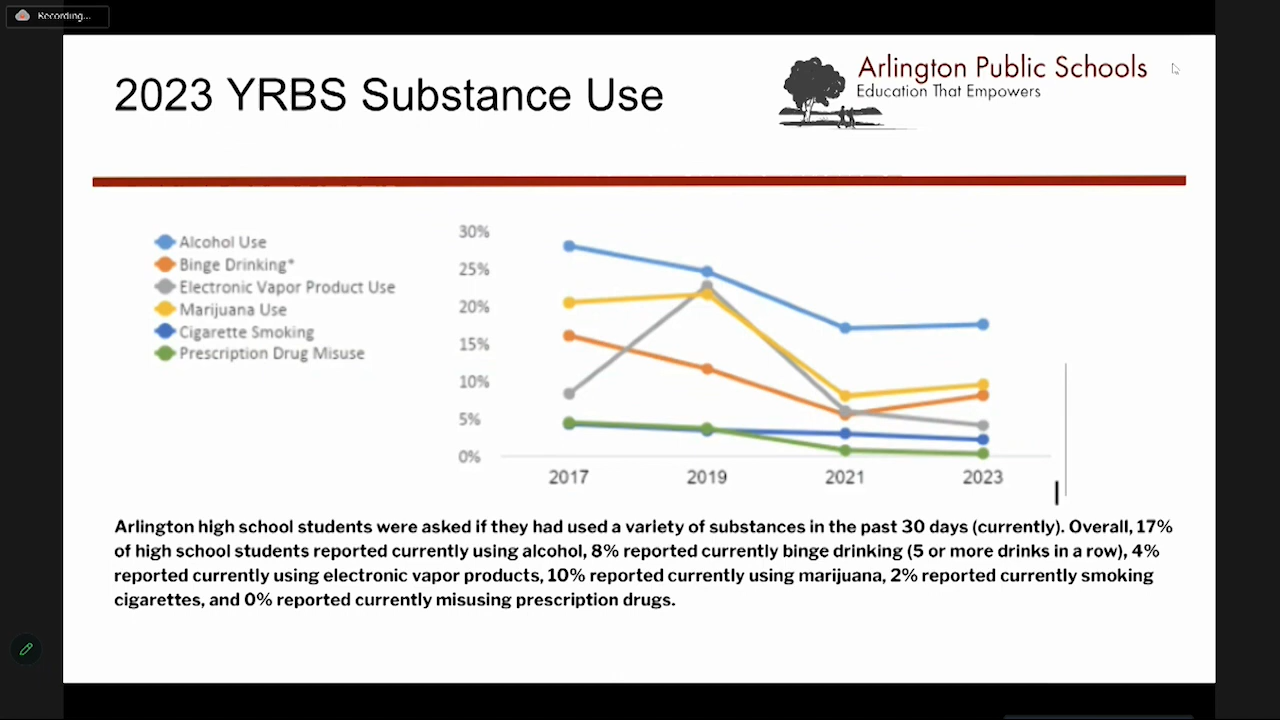 Recording...
2023 YRBS Substance Use
Arlington Public Schools
Education That Empowers
Alcohol Use
Binge Drinking*
Electronic Vapor Product Use
Marijuana Use
Cigarette Smoking
Prescription Drug Misuse
30%
25%
20%
15%
10%
5%
0%
2017 2019 2021 2023
Arlington high school students were asked if they had used a variety of substances in the past 30 days (currently). Overall, 17%
of high school students reported currently using alcohol, 8% reported currently binge drinking (5 or more drinks in a row), 4%
reported currently using electronic vapor products, 10% reported currently using marijuana, 2% reported currently smoking
cigarettes, and 0% reported currently misusing prescription drugs.